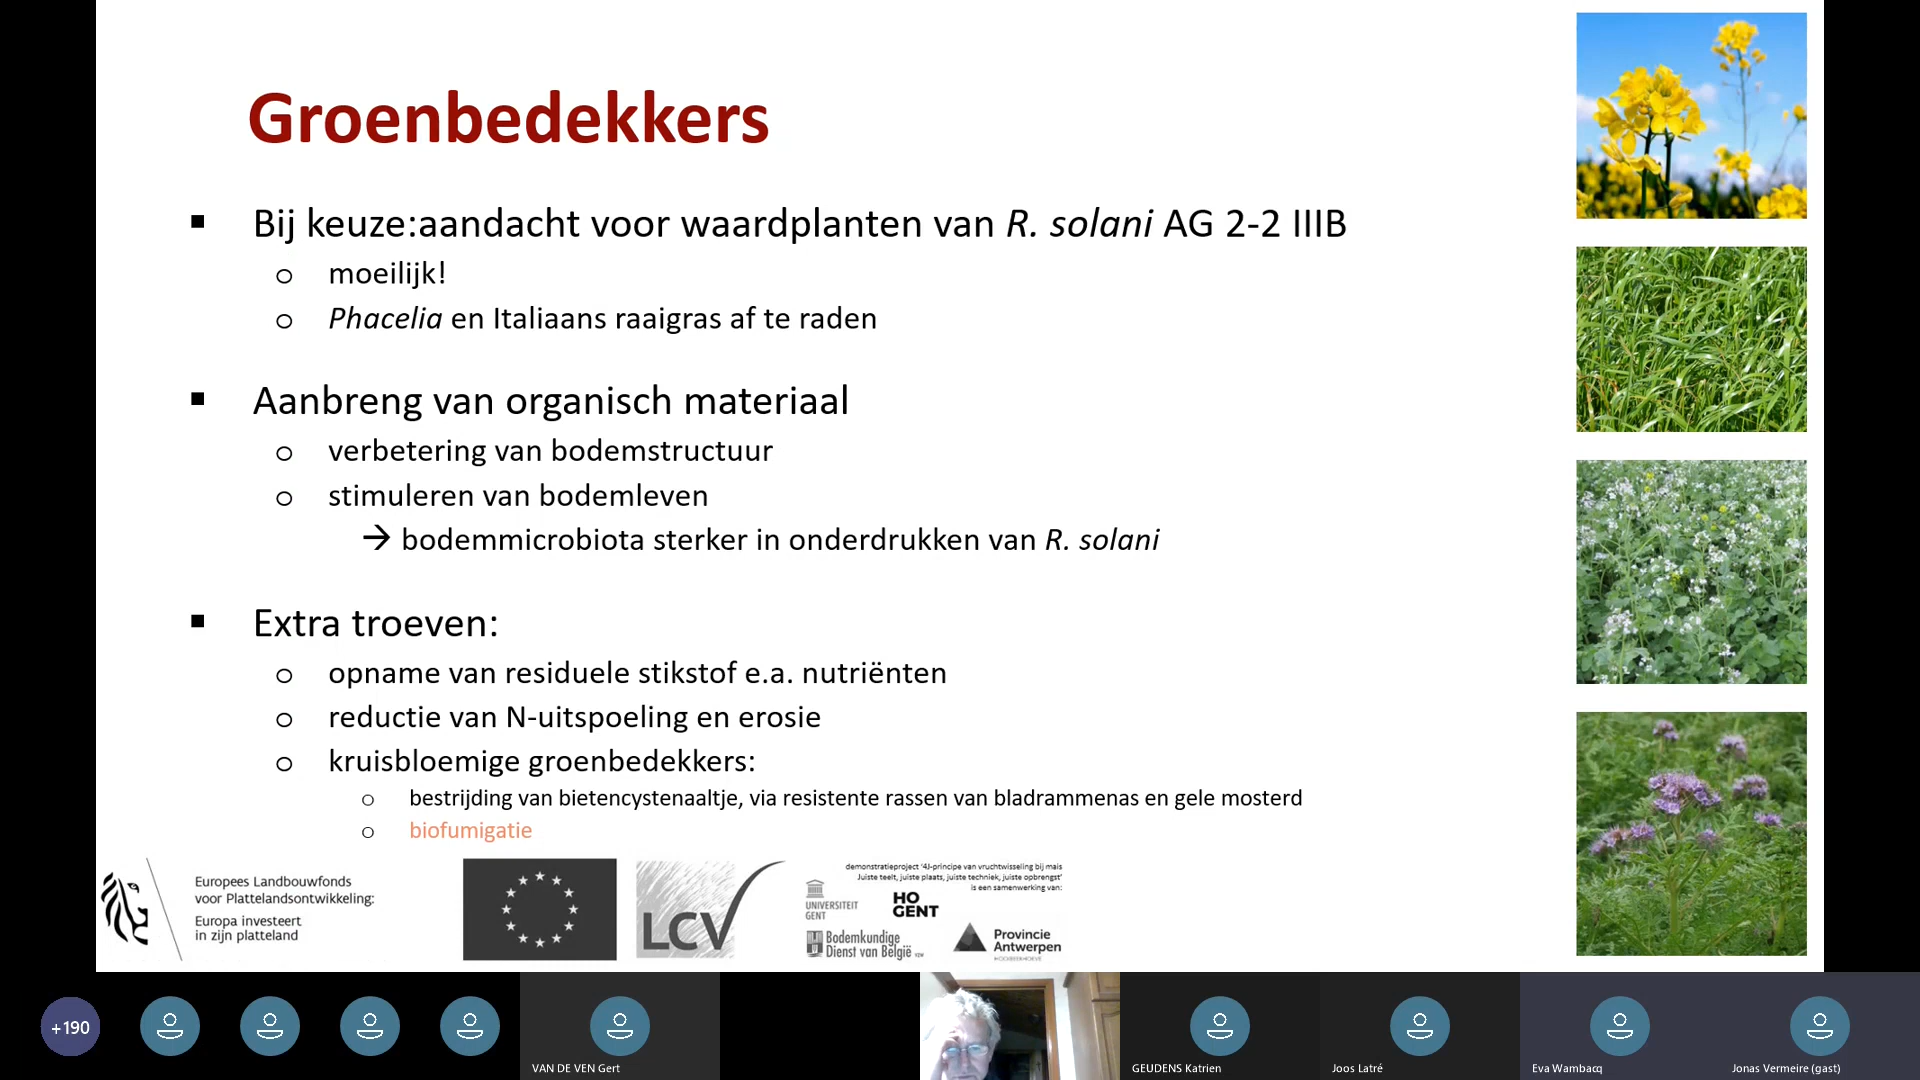 Groenbedekkers
Bij keuze:aandacht voor waardplanten van R. solani AG 2-2 IIIB
moeilijk!
Phacelia en Italiaans raaigras af te raden
Aanbreng van organisch materiaal
verbetering van bodemstructuur
stimuleren van bodemleven
→ bodemmicrobiota sterker in onderdrukken van R. solani
Extra troeven:
opname van residuele stikstof e.a. nutriënten
reductie van N-uitspoeling en erosie
kruisbloemige groenbedekkers:
bestrijding van bietencystenaaltje, via resistente rassen van bladrammenas en gele mosterd
biofumigatie
Europees Landbouwfonds
voor Plattelandsontwikkeling:
Europa investeert
in zijn platteland
LCV
demonstratieproject '4J-principe van vruchtwisseling bij mais
Juiste teelt, juiste plaats, juiste techniek, juiste opbrengst'
is een samenwerking van:
UNIVERSITEIT
GENT
HO
GENT
Bodemkundige
Dienst van België vzw
Provincie
Antwerpen
+190
VAN DE VEN Gert
GEUDENS Katrien
Joos Latré
Eva Wambacq
Jonas Vermeire (gast)